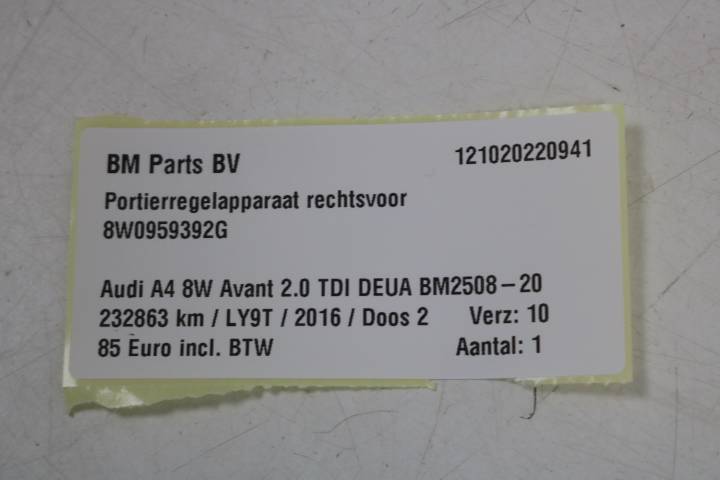 BM Parts BV 121020220941
Portierregelapparaat rechtsvoor
8W0959392G
Audi A4 8W Avant 2.0 TDI DEUA BM2508-20
232863 km / LY9T / 2016 / Doos 2 Verz: 10
85 Euro incl. BTW Aantal: 1